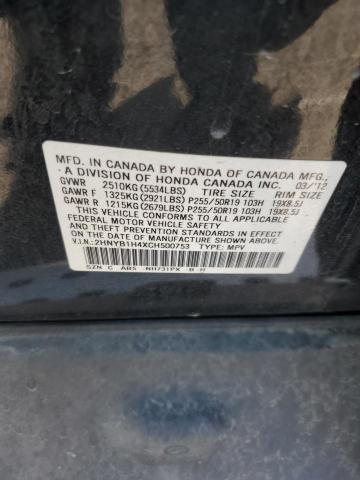 MFD. IN CANADA BY HONDA OF CANADA MFG.,
A DIVISION OF HONDA CANADA INC. 03/'12
GVWR 2510KG(5534LBS) TIRE SIZE RIM SIZE
GAWR F 1325KG(2921LBS) P255/50R19 103H 19X8.5J
GAWR R 1215KG(2679LBS) P255/50R19 103H 19X8.5J
THIS VEHICLE CONFORMS TO ALL APPLICABLE
FEDERAL MOTOR VEHICLE SAFETY AND
THEFT PREVENTION STANDARDS IN EFFECT ON
THE DATE OF MANUFACTURE SHOWN ABOVE.
V.I.N.: 2HNYB1H4XCH500753 TYPE: MPV
SZN C ABS NH731PX B H